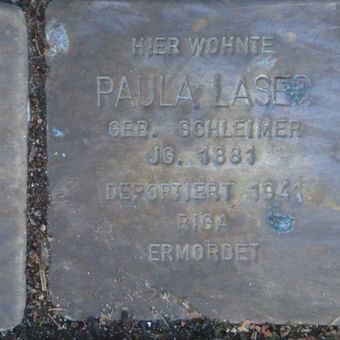 HIER WOHNTE
PAULA LASER
GEB. SCHLEIMER
JG. 1881
DEPORTIERT 1941
RIGA
ERMORDET